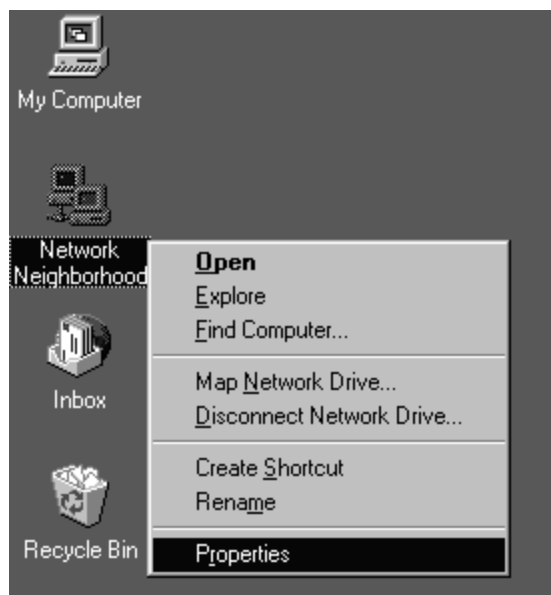 My Computer
Network
Neighborhood
Open
Explore
Find Computer...
Map Network Drive...
Disconnect Network Drive...
Create Shortcut
Rename
Properties
Inbox
Recycle Bin